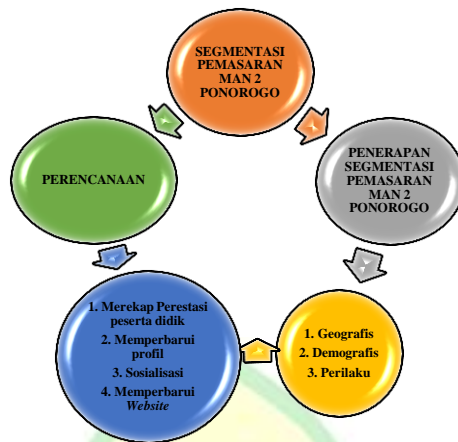 SEGMENTASI
PEMASARAN
MAN 2
PONOROGO
PERENCANAAN
PENERAPAN
SEGMENTASI
PEMASARAN
MAN 2
PONOROGO
1. Merekap Perestasi
peserta didik
2. Memperbarui
profil
3. Sosialisasi
4. Memperbarui
Website
1. Geografis
2. Demografis
3. Perilaku